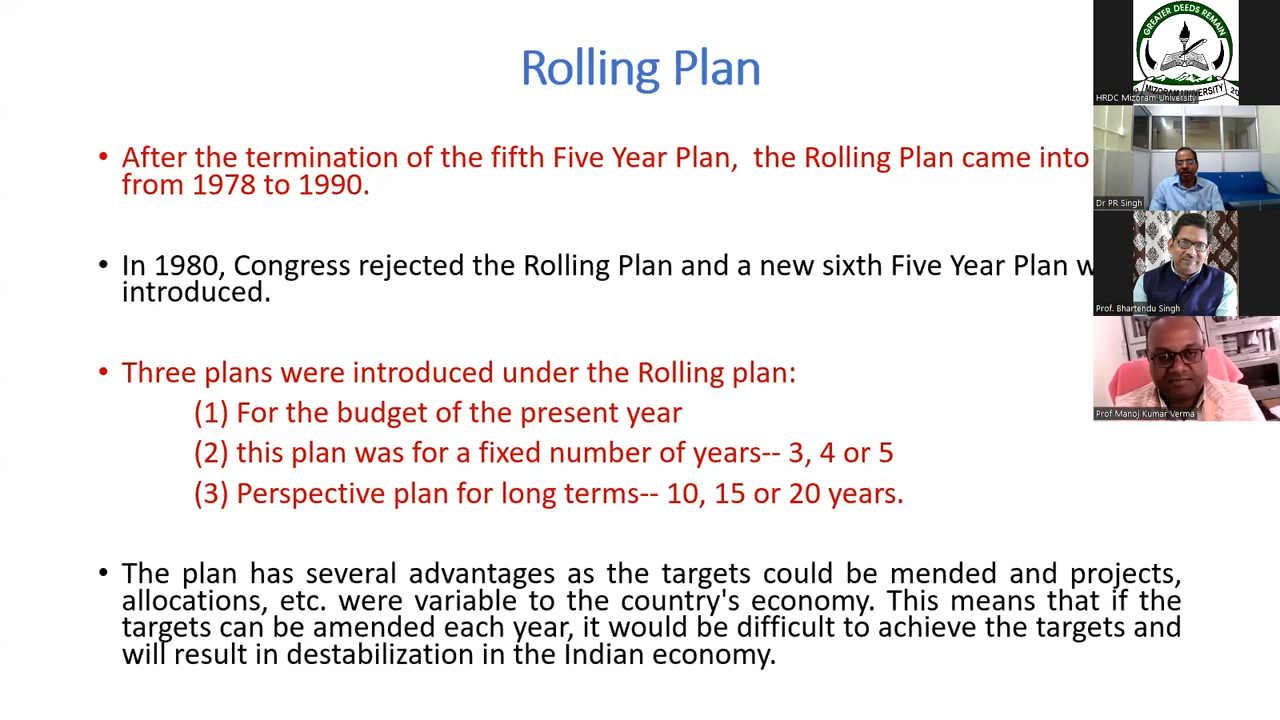 Rolling Plan
• After the termination of the fifth Five Year Plan, the Rolling Plan came into
from 1978 to 1990.
• In 1980, Congress rejected the Rolling Plan and a new sixth Five Year Plan
introduced.
• Three plans were introduced under the Rolling plan:
(1) For the budget of the present year
(2) this plan was for a fixed number of years-- 3, 4 or 5
(3) Perspective plan for long terms-- 10, 15 or 20 years.
• The plan has several advantages as the targets could be mended and projects,
allocations, etc. were variable to the country's economy. This means that if the
targets can be amended each year, it would be difficult to achieve the targets and
will result in destabilization in the Indian economy.
GREATER DEEDS REMAIN
MIZORAM UNIVERSITY
HRDC Mizoram University
Dr PR Singh
Prof. Bhartendu Singh
Prof Manoj Kumar Verma